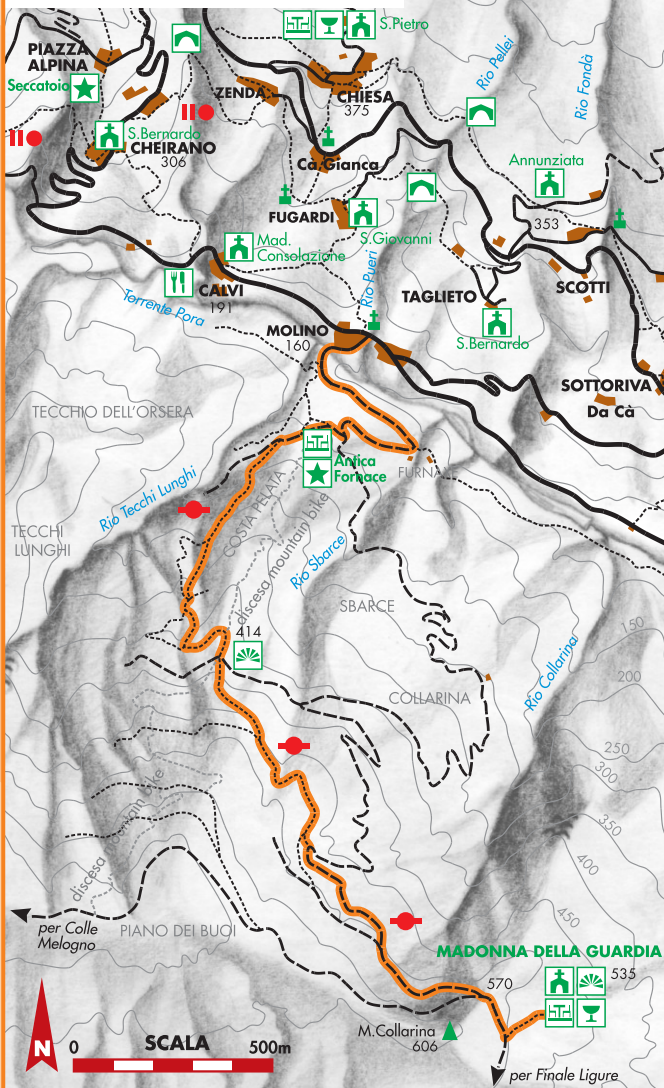 S.Pietro
PIAZZA
ALPINA
Seccatoio
ZENDA
CHIESA
375
Rio Pellei
Rio Fondà
S.Bernardo
CHEIRANO
306
Cà Gianca
Annunziata
FUGARDI
S.Giovanni
353
Mad.
Consolazione
Rio Pueri
CALVI
191
TAGLIETO
SCOTTI
Torrente Pora
MOLINO
160
S.Bernardo
SOTTORIVA
Da Cà
TECCHIO DELL'ORSERA
Antica
Fornace
FURNA
Rio Tecchi Lunghi
COSTA PELATA
discesa mountain bike
TECCHI
LUNGHI
Rio Sbarce
SBARCE
414
150
Rio Collarina
200
COLLARINA
250
300
discesa mountain bike
350
400
450
per Colle
Melogno
PIANO DEI BUOI
MADONNA DELLA GUARDIA
535
570
M.Collarina
606
N
SCALA
0
500m
per Finale Ligure